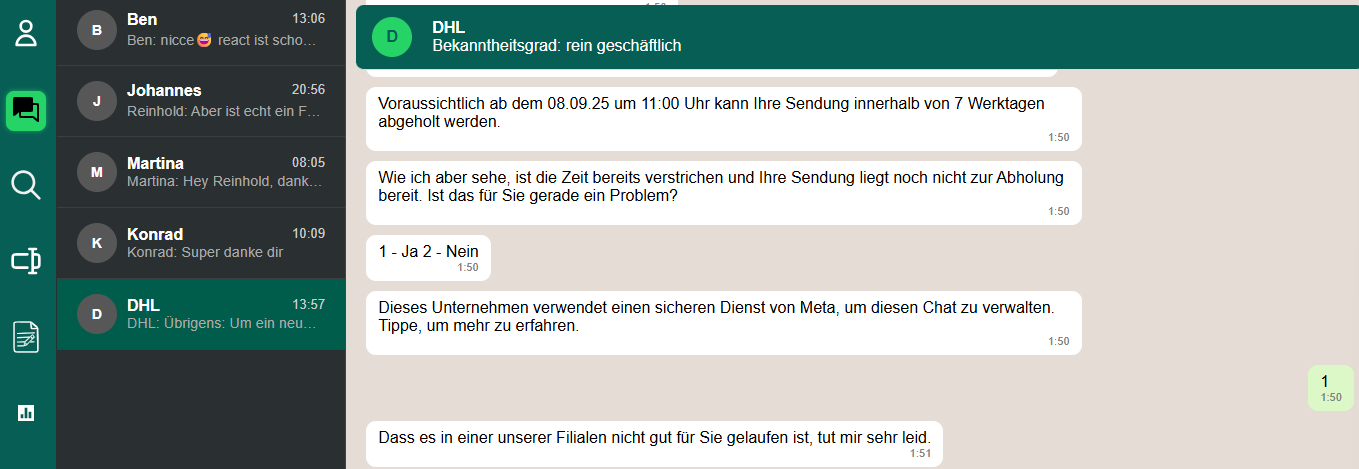 B
Ben
13:06
Ben: nicce😅 react ist scho...
J
Johannes
20:56
Reinhold: Aber ist echt ein F...
M
Martina
08:05
Martina: Hey Reinhold, dank...
K
Konrad
10:09
Konrad: Super danke dir
D
DHL
13:57
DHL: Übrigens: Um ein neu...
D
DHL
Bekanntheitsgrad: rein geschäftlich
Voraussichtlich ab dem 08.09.25 um 11:00 Uhr kann Ihre Sendung innerhalb von 7 Werktagen
abgeholt werden.
1:50
Wie ich aber sehe, ist die Zeit bereits verstrichen und Ihre Sendung liegt noch nicht zur Abholung
bereit. Ist das für Sie gerade ein Problem?
1:50
1 - Ja 2 - Nein
1:50
Dieses Unternehmen verwendet einen sicheren Dienst von Meta, um diesen Chat zu verwalten.
Tippe, um mehr zu erfahren.
1:50
1
1:50
Dass es in einer unserer Filialen nicht gut für Sie gelaufen ist, tut mir sehr leid.
1:51